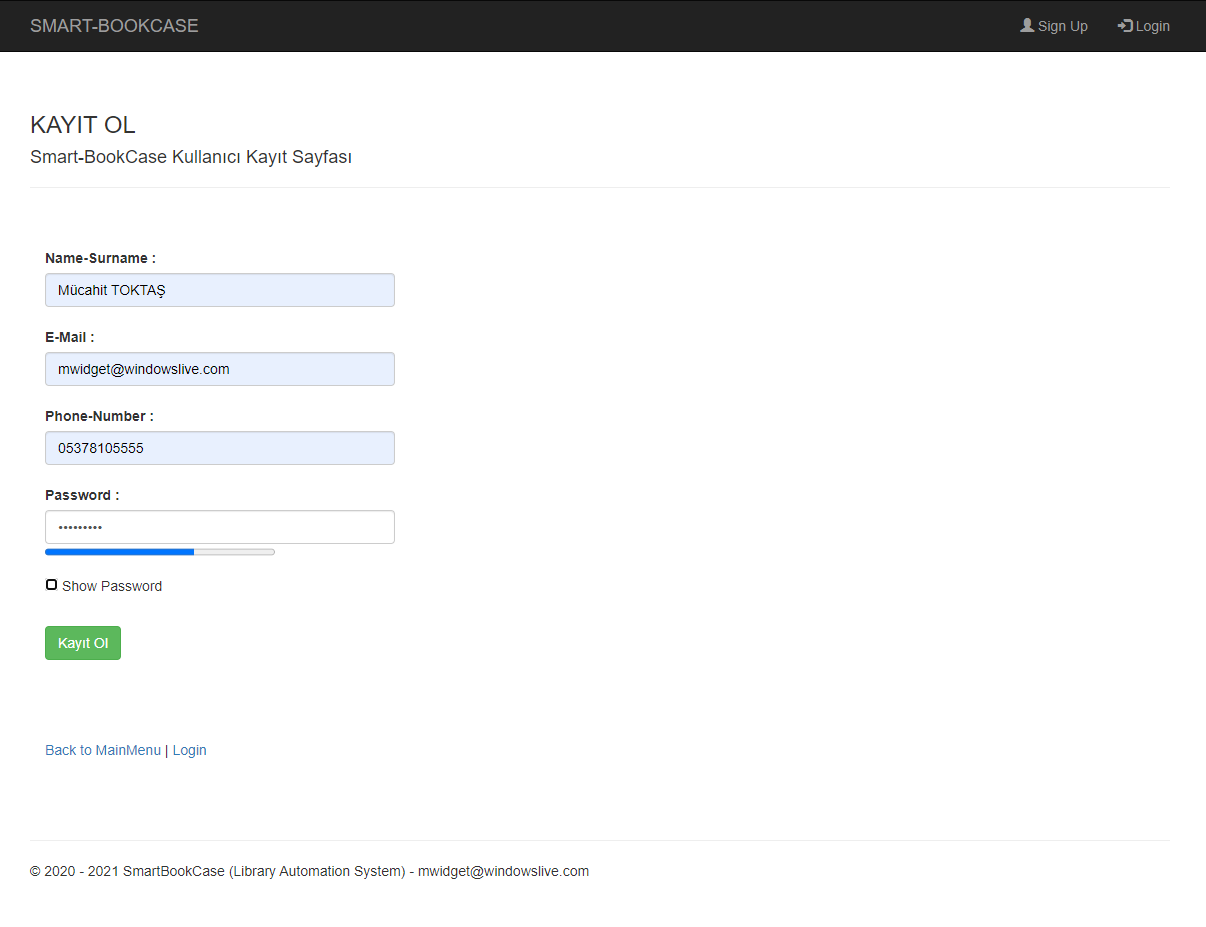 SMART-BOOKCASE Sign Up Login
KAYIT OL
Smart-BookCase Kullanıcı Kayıt Sayfası
Name-Surname :
Mücahit TOKTAŞ
E-Mail :
mwidget@windowslive.com
Phone-Number :
05378105555
Password :
•••••••••
Show Password
Kayıt Ol
Back to MainMenu | Login
© 2020 - 2021 SmartBookCase (Library Automation System) - mwidget@windowslive.com